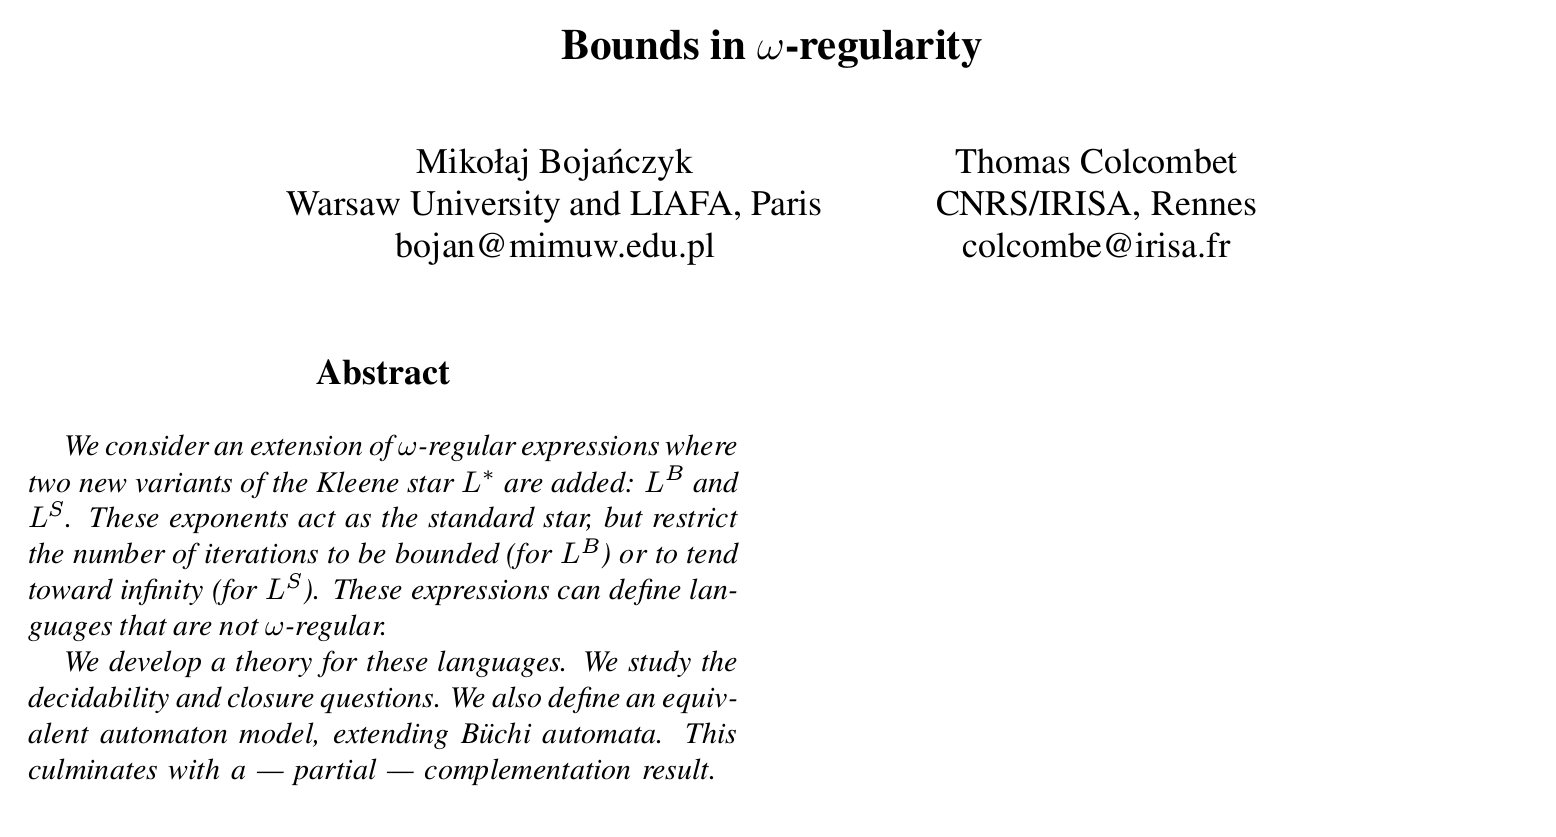 Bounds in ω-regularity
Mikołaj Bojańczyk
Warsaw University and LIAFA, Paris
bojan@mimuw.edu.pl
Thomas Colcombet
CNRS/IRISA, Rennes
colcombe@irisa.fr
Abstract
We consider an extension of ω-regular expressions where
two new variants of the Kleene star L* are added: L^B and
L^S. These exponents act as the standard star, but restrict
the number of iterations to be bounded (for L^B) or to tend
toward infinity (for L^S). These expressions can define lan-
guages that are not ω-regular.
We develop a theory for these languages. We study the
decidability and closure questions. We also define an equiv-
alent automaton model, extending Büchi automata. This
culminates with a — partial — complementation result.